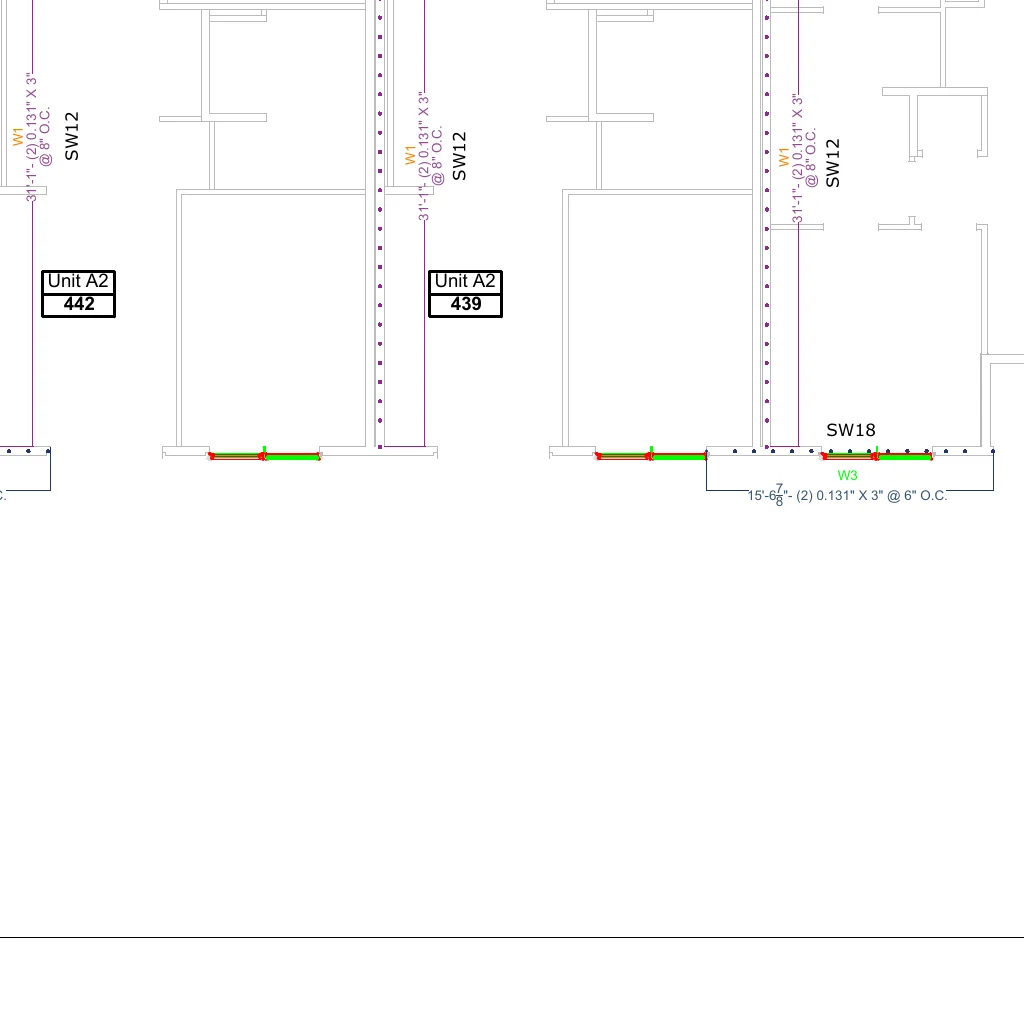 W1
31'-1"- (2) 0.131" X 3"
@ 8" O.C.
SW12
W1
31'-1"- (2) 0.131" X 3"
@ 8" O.C.
SW12
W1
31'-1"- (2) 0.131" X 3"
@ 8" O.C.
SW12
Unit A2
442
Unit A2
439
SW18
W3
15'-6 7/8"- (2) 0.131" X 3" @ 6" O.C.
C.